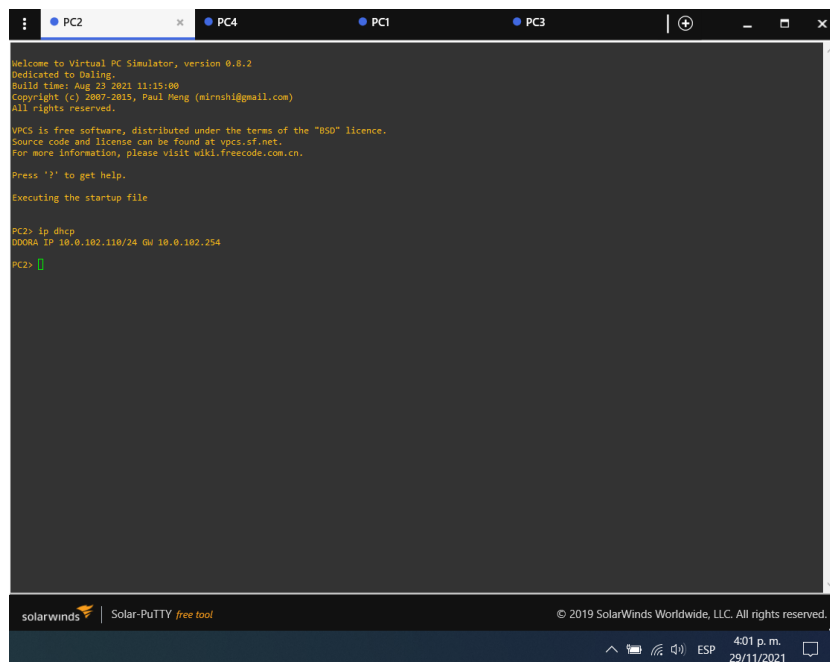 PC2
PC4
PC1
PC3
Welcome to Virtual PC Simulator, version 0.8.2
Dedicated to Daling.
Build time: Aug 23 2021 11:15:00
Copyright (c) 2007-2015, Paul Meng (mirnshi@gmail.com)
All rights reserved.
VPCS is free software, distributed under the terms of the "BSD" licence.
Source code and license can be found at vpcs.sf.net.
For more information, please visit wiki.freecode.com.cn.
Press '?' to get help.
Executing the startup file
PC2> ip dhcp
DDORA IP 10.0.102.110/24 GW 10.0.102.254
PC2>
solarwinds Solar-PuTTY free tool
© 2019 SolarWinds Worldwide, LLC. All rights reserved.
ESP
4:01 p. m.
29/11/2021